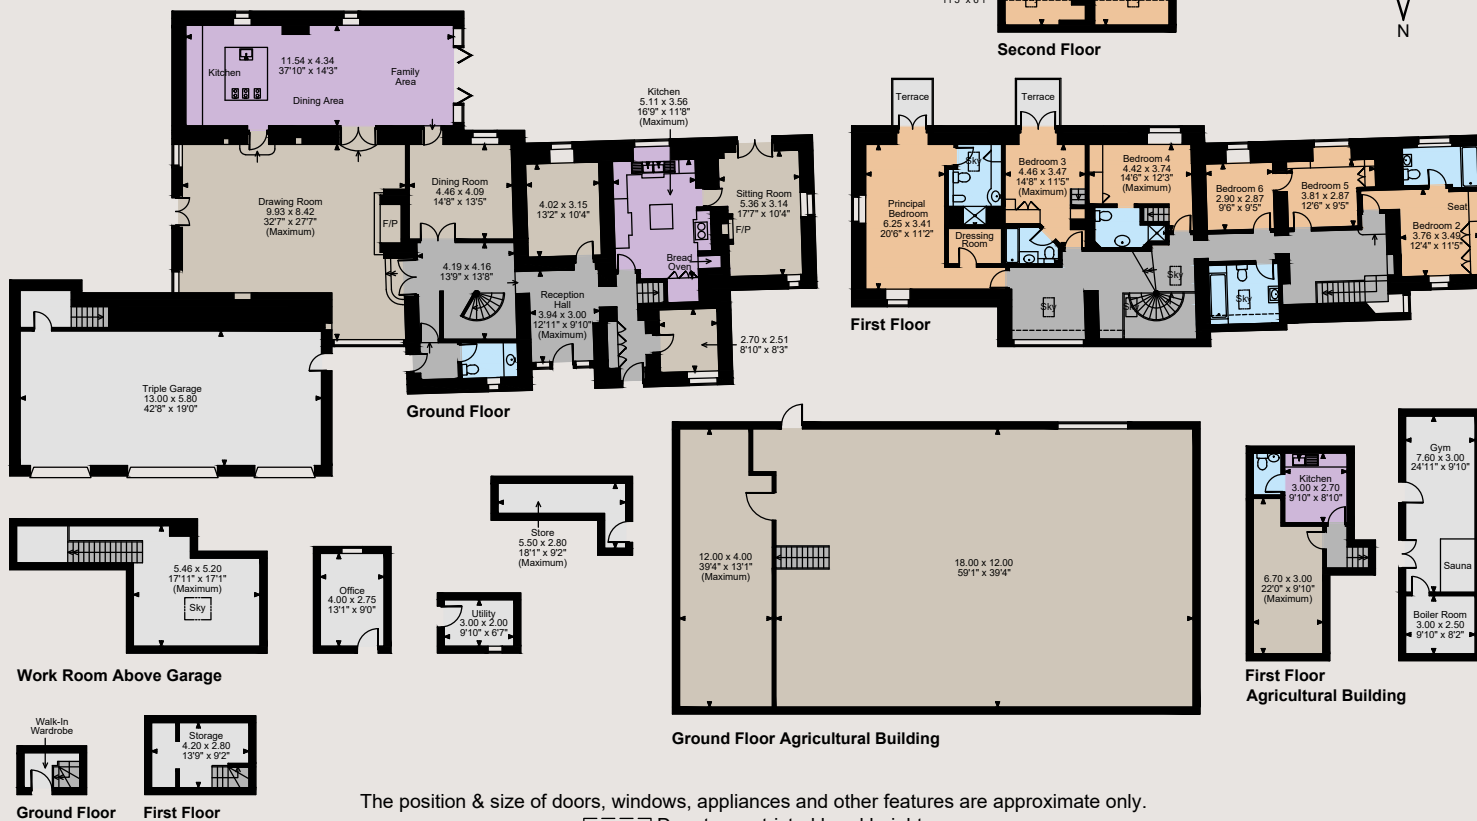 Second Floor
N
11.54 x 4.34
37'10" x 14'3"
Kitchen
Family
Area
Dining Area
Kitchen
5.11 x 3.56
16'9" x 11'8"
(Maximum)
Drawing Room
9.93 x 8.42
32'7" x 27'7"
(Maximum)
F/P
Dining Room
4.46 x 4.09
14'8" x 13'5"
4.02 x 3.15
13'2" x 10'4"
Sitting Room
5.36 x 3.14
17'7" x 10'4"
F/P
Bread
Oven
4.19 x 4.16
13'9" x 13'8"
Reception
Hall
3.94 x 3.00
12'11" x 9'10"
(Maximum)
2.70 x 2.51
8'10" x 8'3"
Triple Garage
13.00 x 5.80
42'8" x 19'0"
Ground Floor
Terrace
Terrace
Sky
Principal
Bedroom
6.25 x 3.41
20'6" x 11'2"
Dressing
Room
Bedroom 3
4.46 x 3.47
14'8" x 11'5"
(Maximum)
Bedroom 4
4.42 x 3.74
14'6" x 12'3"
(Maximum)
Bedroom 6
2.90 x 2.87
9'6" x 9'5"
Bedroom 5
3.81 x 2.87
12'6" x 9'5"
Seat
Bedroom 2
3.76 x 3.49
12'4" x 11'5"
Sky
Sky
Sky
Sky
First Floor
5.46 x 5.20
17'11" x 17'1"
(Maximum)
Sky
Work Room Above Garage
Office
4.00 x 2.75
13'1" x 9'0"
Store
5.50 x 2.80
18'1" x 9'2"
(Maximum)
Utility
3.00 x 2.00
9'10" x 6'7"
12.00 x 4.00
39'4" x 13'1"
(Maximum)
18.00 x 12.00
59'1" x 39'4"
Ground Floor Agricultural Building
Kitchen
3.00 x 2.70
9'10" x 8'10"
6.70 x 3.00
22'0" x 9'10"
(Maximum)
First Floor
Agricultural Building
Gym
7.60 x 3.00
24'11" x 9'10"
Sauna
Boiler Room
3.00 x 2.50
9'10" x 8'2"
Walk-In
Wardrobe
Ground Floor
Storage
4.20 x 2.80
13'9" x 9'2"
First Floor
The position & size of doors, windows, appliances and other features are approximate only.